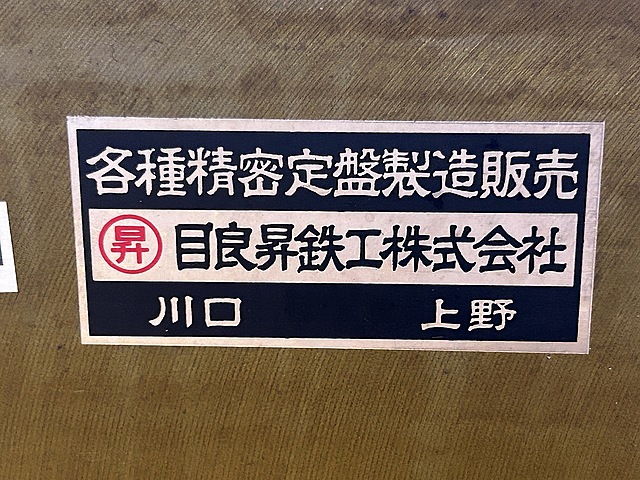 各種精密定盤製造販売
昇 目良昇鉄工株式会社
川口 上野